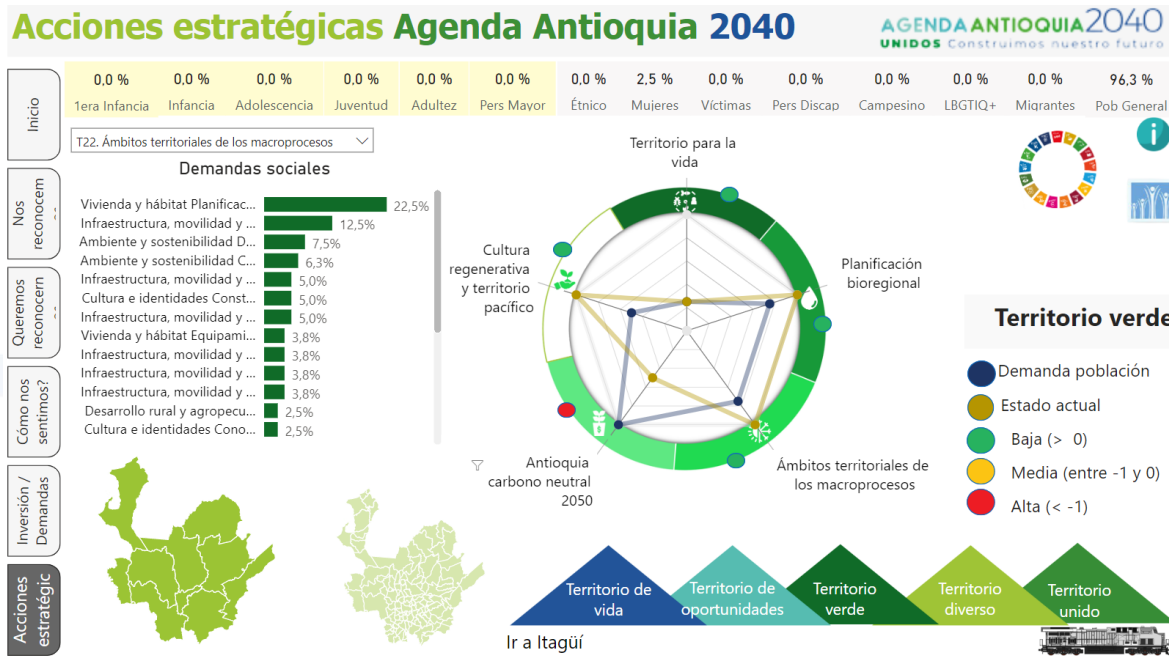 Acciones estratégicas Agenda Antioquia 2040
AGENDA ANTIOQUIA 2040
UNIDOS Construimos nuestro futuro
0,0 % 0,0 % 0,0 % 0,0 % 0,0 % 0,0 % 0,0 % 2,5 % 0,0 % 0,0 % 0,0 % 0,0 % 0,0 % 96,3 %
1era Infancia Infancia Adolescencia Juventud Adultez Pers Mayor Étnico Mujeres Víctimas Pers Discap Campesino LBGTIQ+ Migrantes Pob General
Inicio
Nos
reconocem
Queremos
reconocern
Cómo nos
sentimos?
Inversión /
Demandas
Acciones
estratégic
T22. Ámbitos territoriales de los macroprocesos
Demandas sociales
Vivienda y hábitat Planificac... 22,5%
Infraestructura, movilidad y ... 12,5%
Ambiente y sostenibilidad D... 7,5%
Ambiente y sostenibilidad C... 6,3%
Infraestructura, movilidad y ... 5,0%
Cultura e identidades Const... 5,0%
Infraestructura, movilidad y ... 5,0%
Vivienda y hábitat Equipami... 3,8%
Infraestructura, movilidad y ... 3,8%
Infraestructura, movilidad y ... 3,8%
Infraestructura, movilidad y ... 3,8%
Desarrollo rural y agropecu... 2,5%
Cultura e identidades Cono... 2,5%
Territorio para la
vida
Planificación
bioregional
Ámbitos territoriales de
los macroprocesos
Antioquia
carbono neutral
2050
Cultura
regenerativa
y territorio
pacífico
Territorio verde
Demanda población
Estado actual
Baja (> 0)
Media (entre -1 y 0)
Alta (< -1)
Territorio de
vida
Territorio de
oportunidades
Territorio
verde
Territorio
diverso
Territorio
unido
Ir a Itagüí